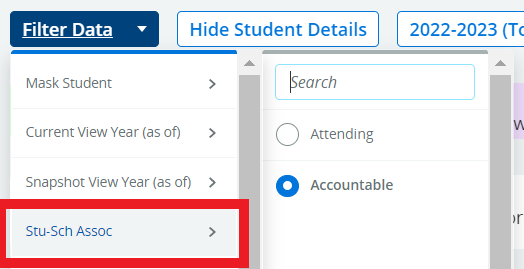 Filter Data
Hide Student Details
2022-2023 (To
Mask Student
Search
Current View Year (as of)
Attending
Snapshot View Year (as of)
Accountable
Stu-Sch Assoc